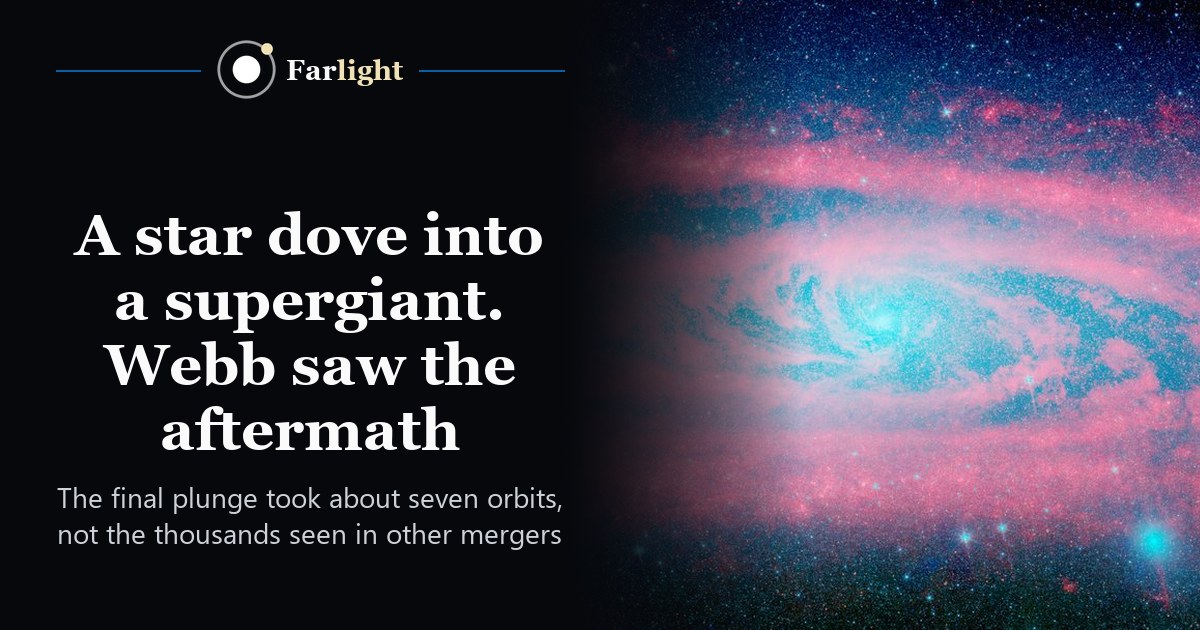 Farlight
A star dove into
a supergiant.
Webb saw the
aftermath
The final plunge took about seven orbits,
not the thousands seen in other mergers